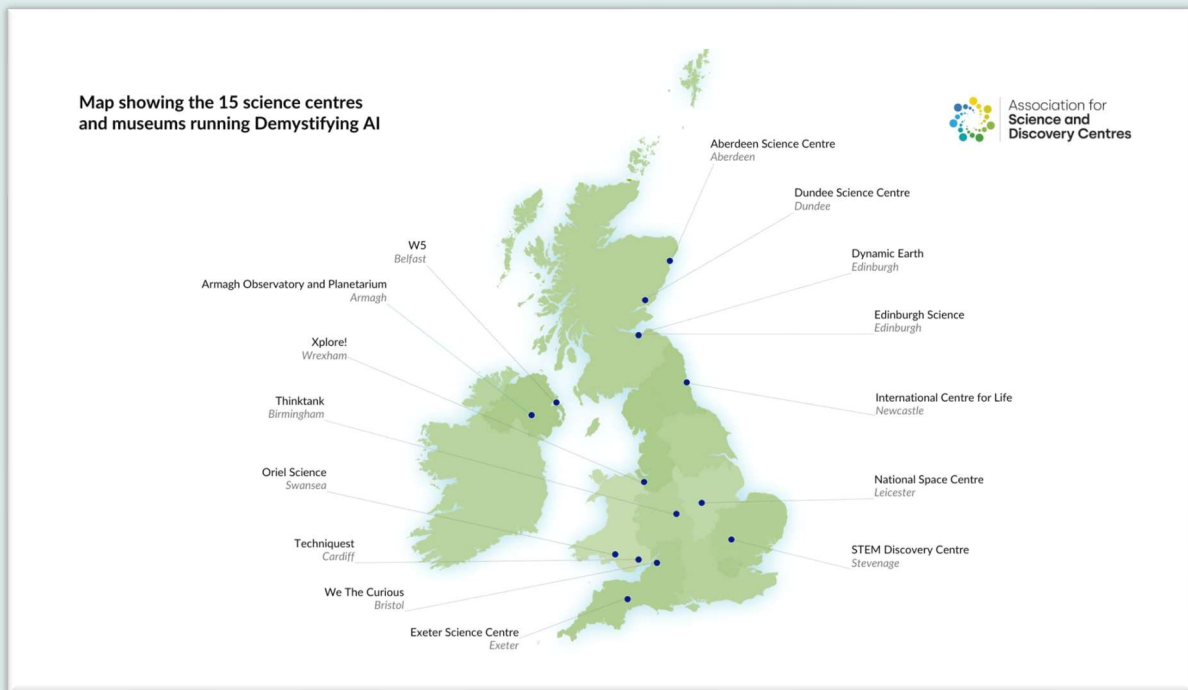 Map showing the 15 science centres
and museums running Demystifying AI
Association for
Science and
Discovery Centres
Aberdeen Science Centre
Aberdeen
Dundee Science Centre
Dundee
Dynamic Earth
Edinburgh
Edinburgh Science
Edinburgh
International Centre for Life
Newcastle
National Space Centre
Leicester
STEM Discovery Centre
Stevenage
W5
Belfast
Armagh Observatory and Planetarium
Armagh
Xplore!
Wrexham
Thinktank
Birmingham
Oriel Science
Swansea
Techniquest
Cardiff
We The Curious
Bristol
Exeter Science Centre
Exeter